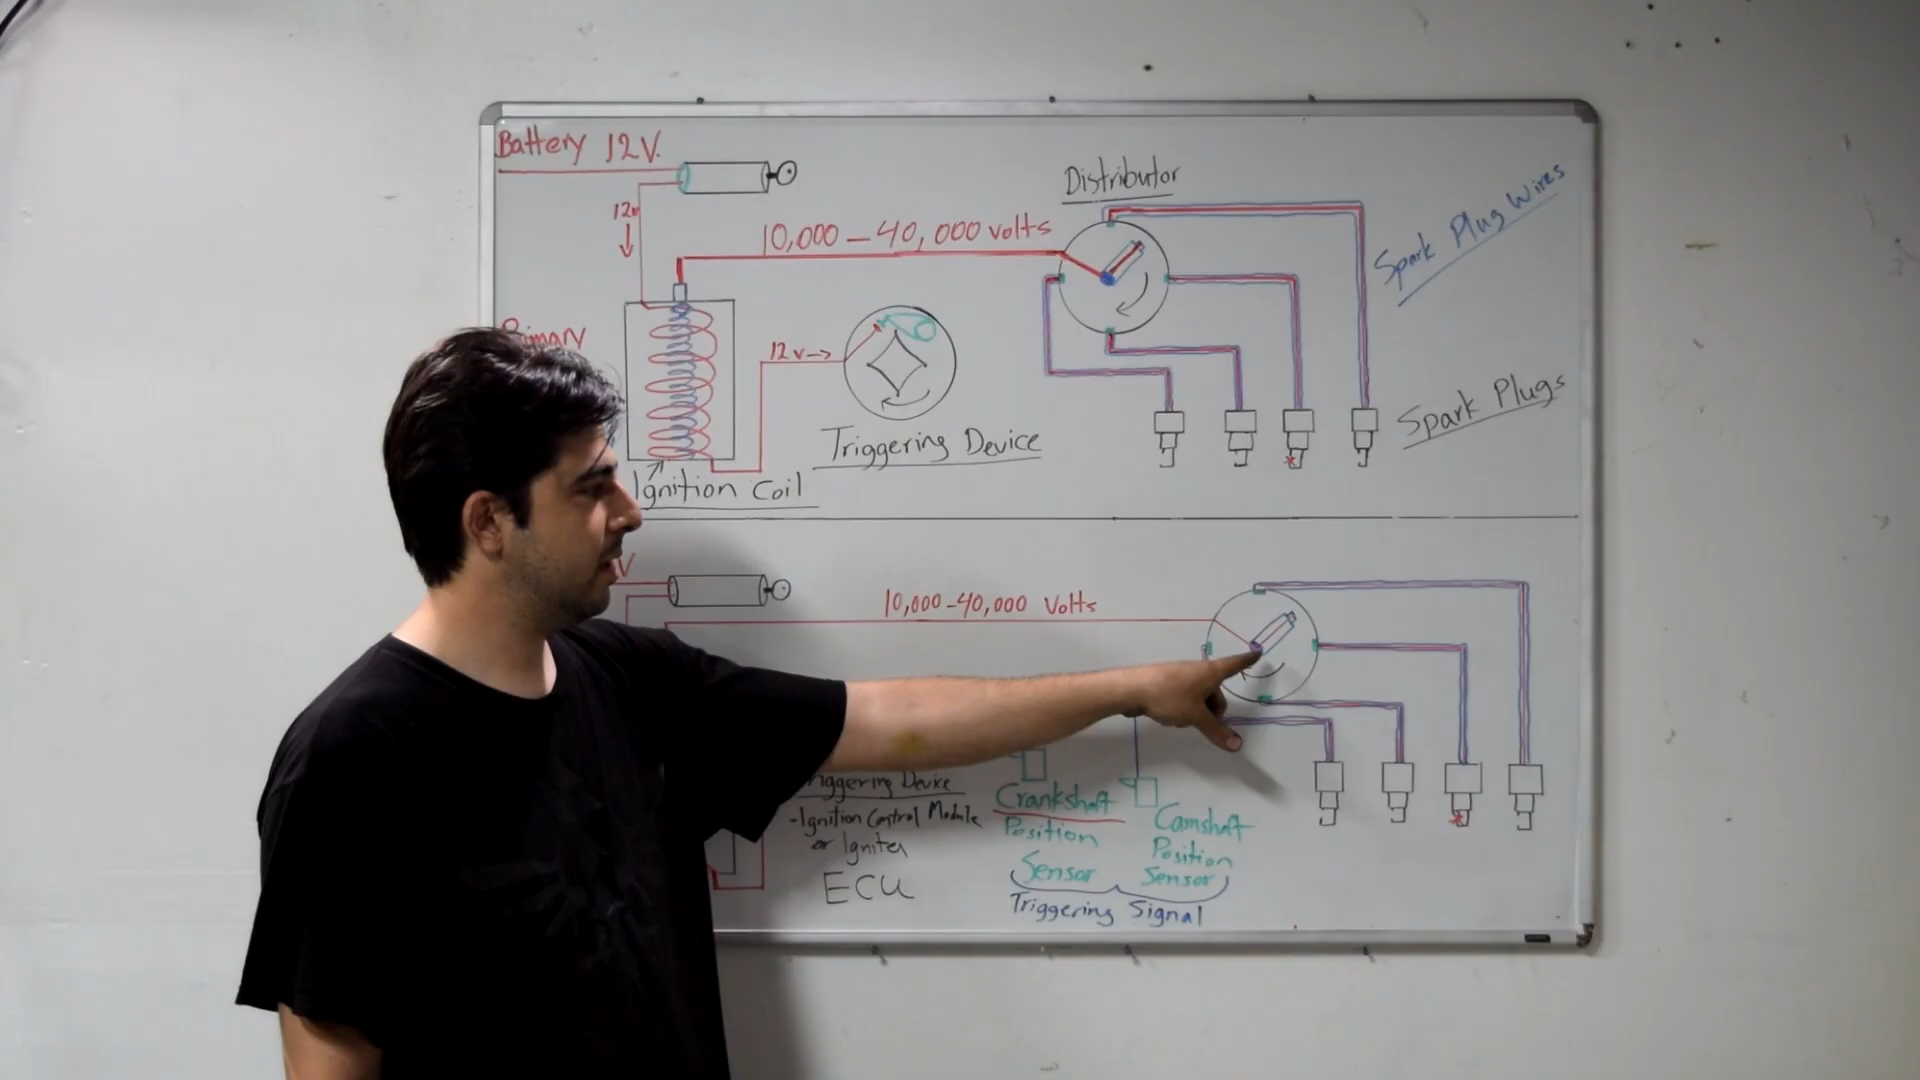 Battery 12V.
12v
10,000 – 40,000 volts
Distributor
Spark Plug Wires
Primary
12v→
Triggering Device
Ignition Coil
Spark Plugs
V
10,000-40,000 Volts
Triggering Device
-Ignition Control Module
or Igniter
ECU
Crankshaft
Position
Sensor
Camshaft
Position
Sensor
Triggering Signal